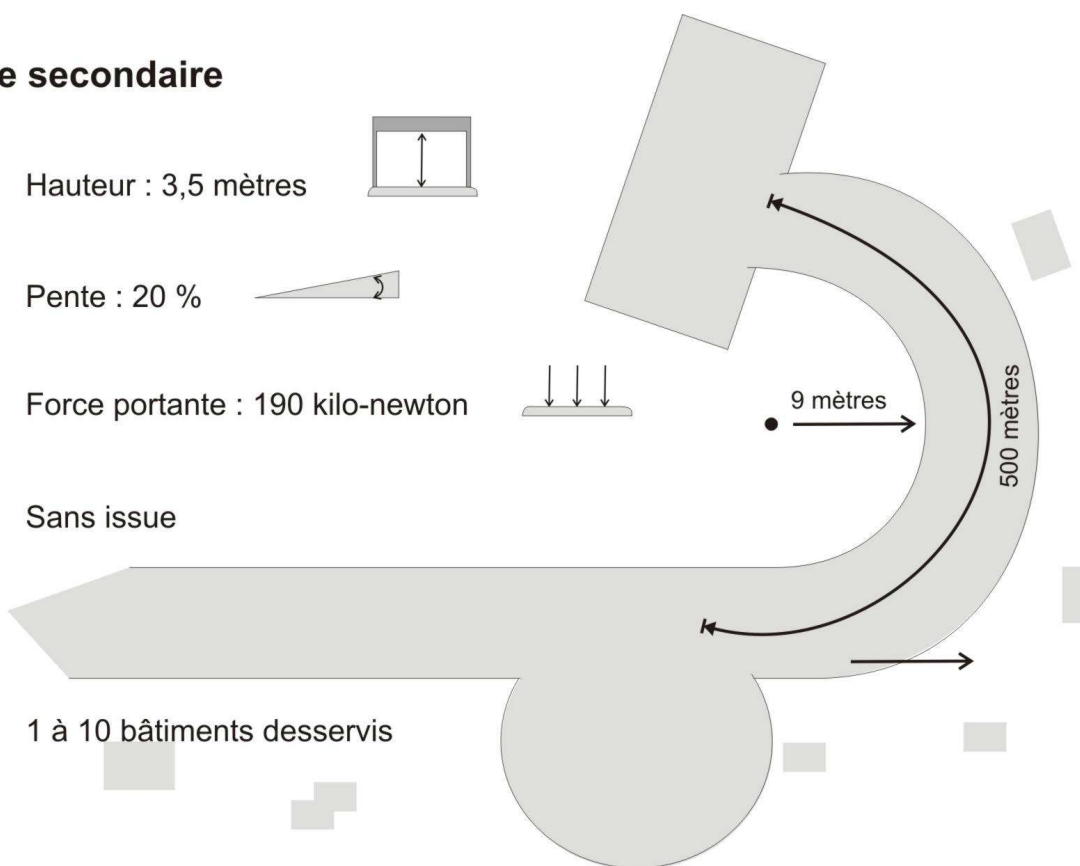 e secondaire
Hauteur : 3,5 mètres
Pente : 20 %
Force portante : 190 kilo-newton
9 mètres
500 mètres
Sans issue
1 à 10 bâtiments desservis